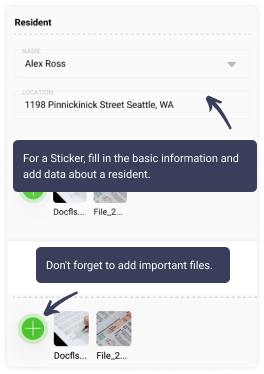 Resident
NAME
Alex Ross
LOCATION
1198 Pinnickinick Street Seattle, WA
For a Sticker, fill in the basic information and
add data about a resident.
Docfls... File_2...
Don't forget to add important files.
Docfls... File_2...